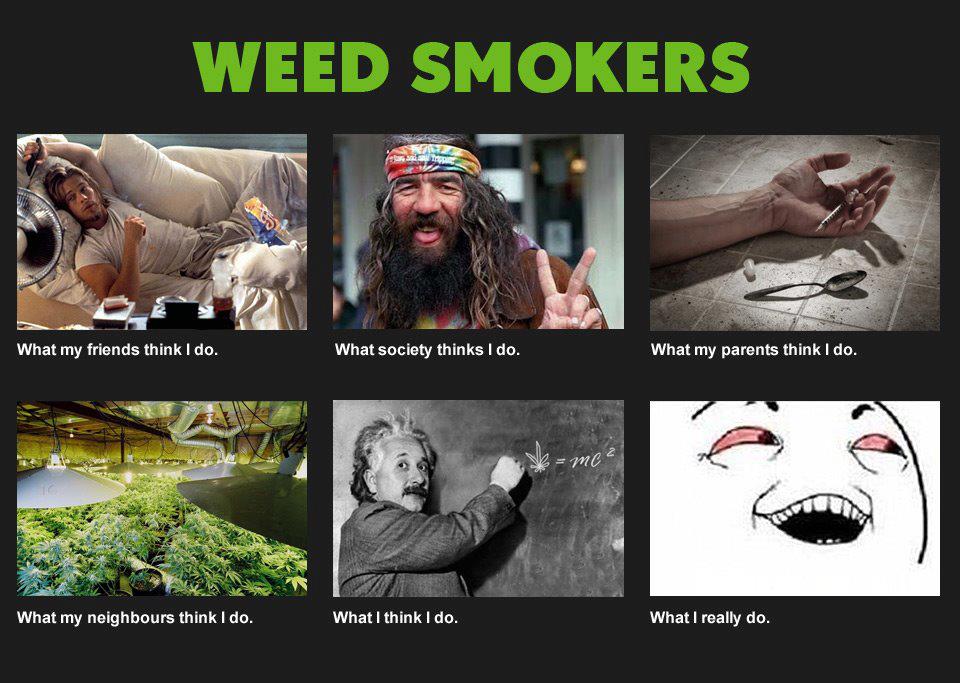 WEED SMOKERS
What my friends think I do.
What society thinks I do.
What my parents think I do.
= mc²
What my neighbours think I do.
What I think I do.
What I really do.